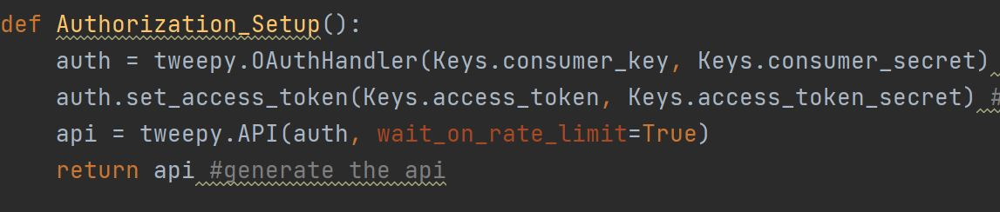 def Authorization_Setup():
    auth = tweepy.OAuthHandler(Keys.consumer_key, Keys.consumer_secret)
    auth.set_access_token(Keys.access_token, Keys.access_token_secret) #
    api = tweepy.API(auth, wait_on_rate_limit=True)
    return api #generate the api